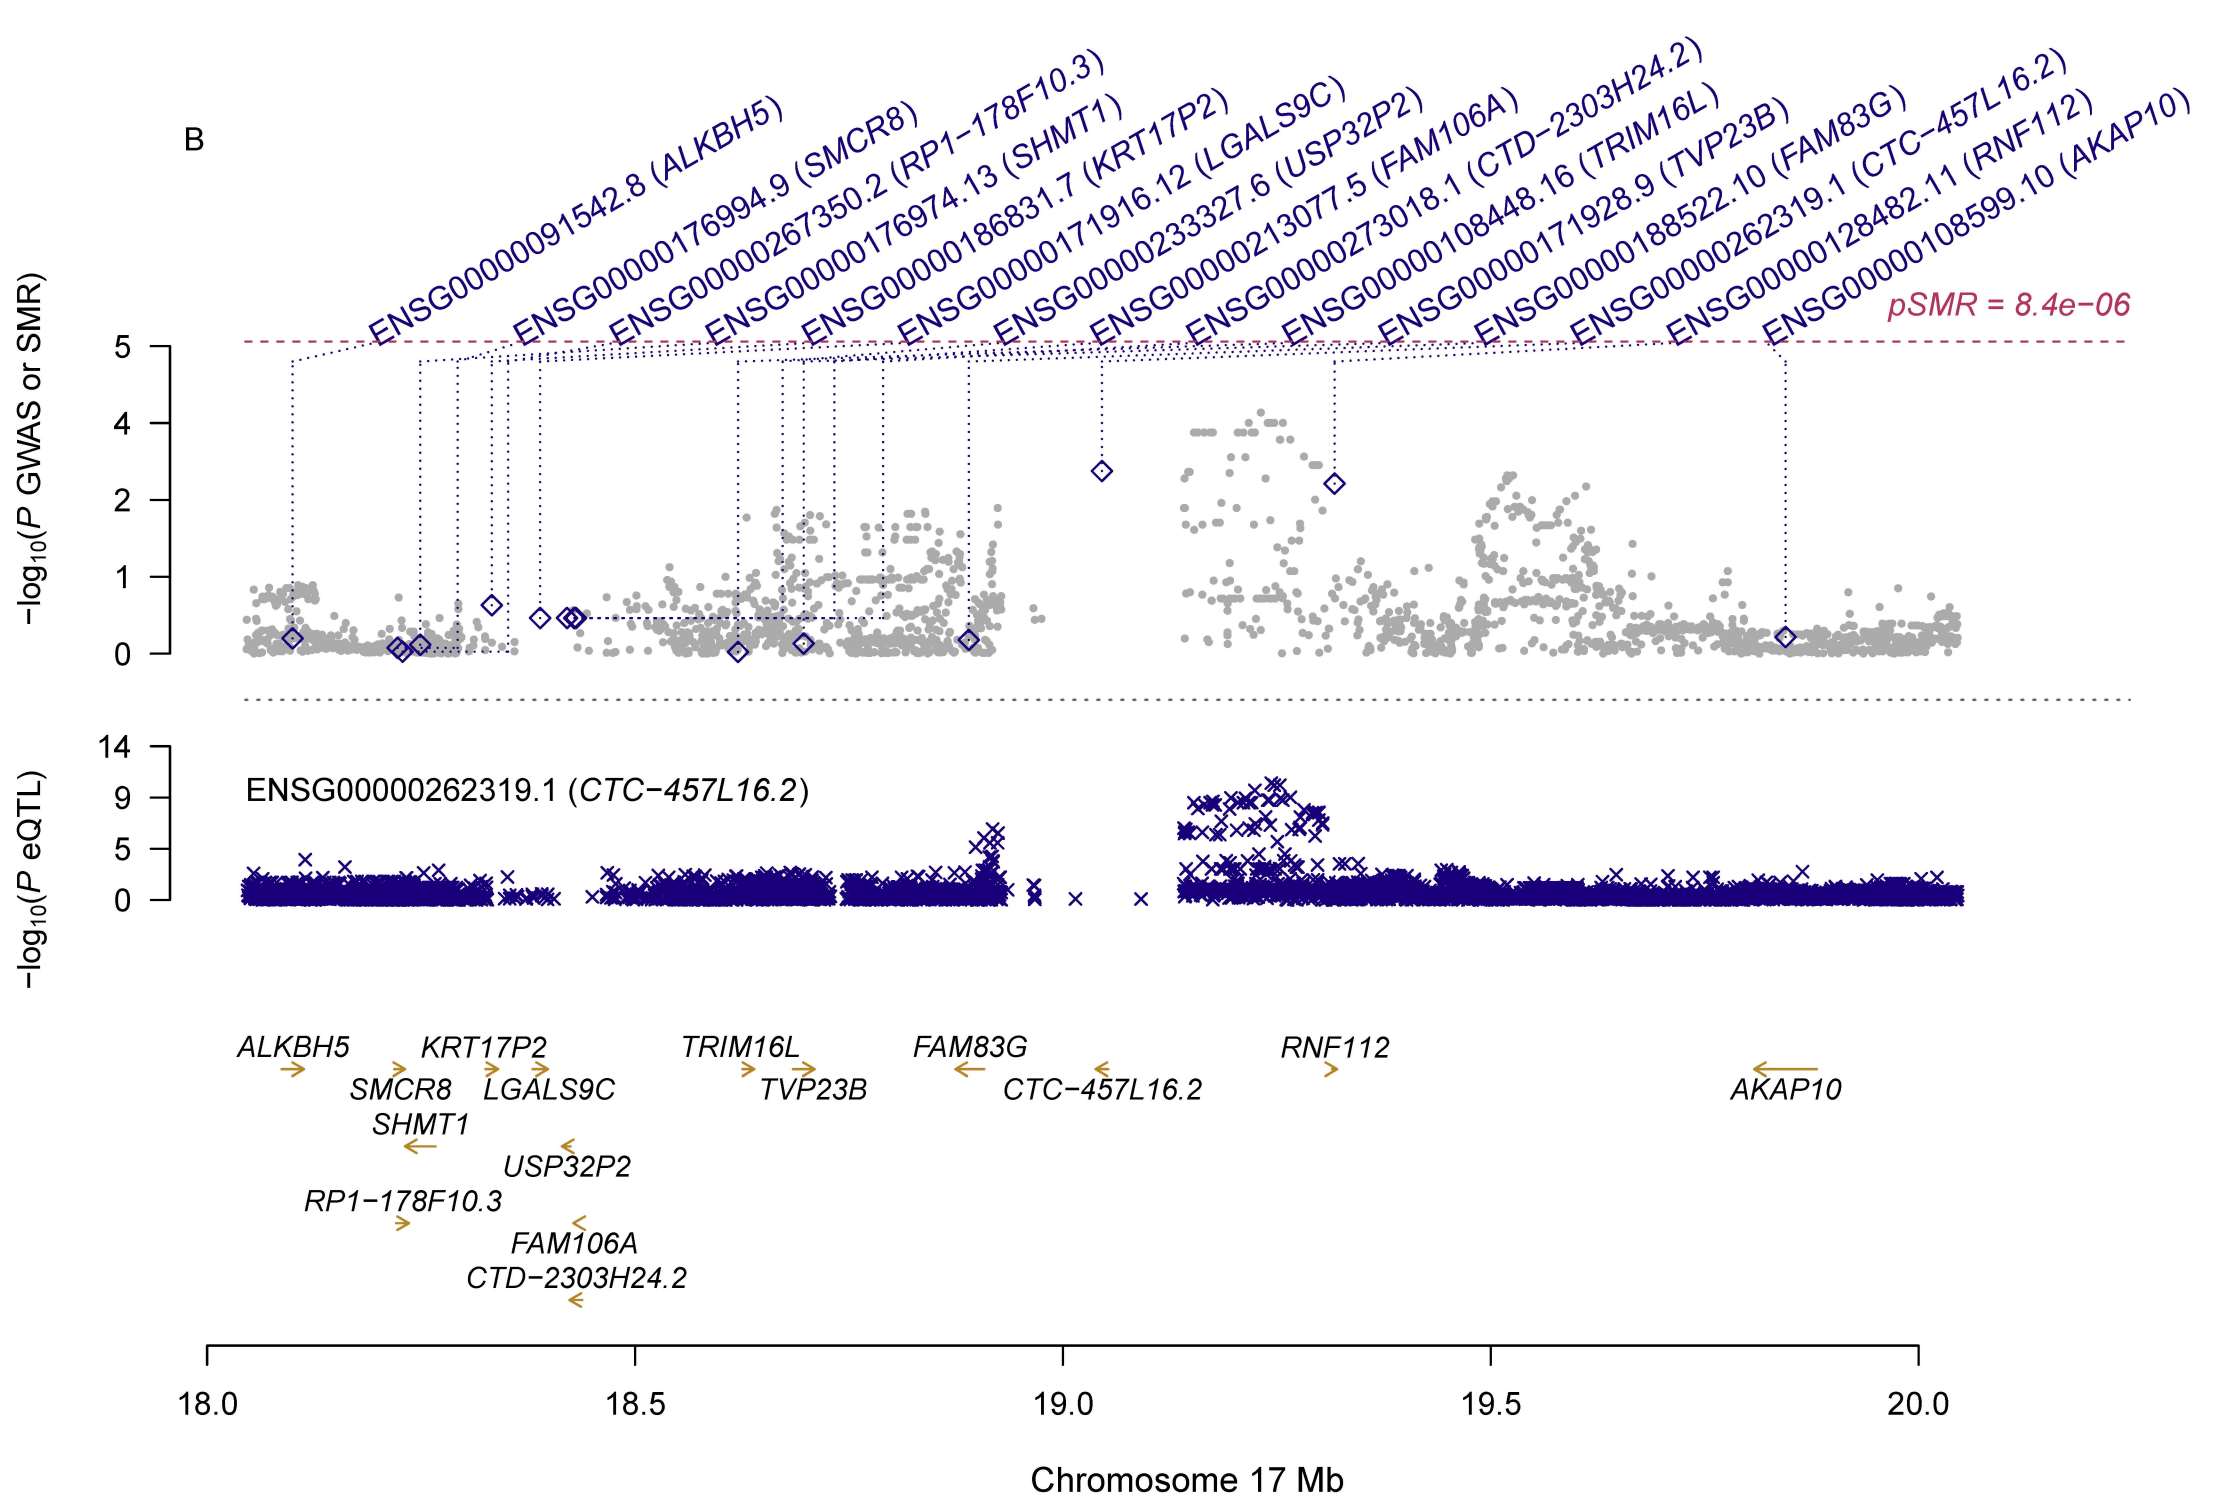 B
ENSG00000091542.8 (ALKBH5)
ENSG00000176994.9 (SMCR8)
ENSG00000267350.2 (RP1−178F10.3)
ENSG00000176974.13 (SHMT1)
ENSG00000186831.7 (KRT17P2)
ENSG00000171916.12 (LGALS9C)
ENSG00000233327.6 (USP32P2)
ENSG00000213077.5 (FAM106A)
ENSG00000273018.1 (CTD−2303H24.2)
ENSG00000108448.16 (TRIM16L)
ENSG00000171928.9 (TVP23B)
ENSG00000188522.10 (FAM83G)
ENSG00000262319.1 (CTC−457L16.2)
ENSG00000128482.11 (RNF112)
ENSG00000108599.10 (AKAP10)
pSMR = 8.4e−06
−log10(P GWAS or SMR)
5
4
2
1
0
−log10(P eQTL)
14
9
5
0
ENSG00000262319.1 (CTC−457L16.2)
ALKBH5
KRT17P2
TRIM16L
FAM83G
RNF112
SMCR8
LGALS9C
TVP23B
CTC−457L16.2
AKAP10
SHMT1
USP32P2
RP1−178F10.3
FAM106A
CTD−2303H24.2
18.0
18.5
19.0
19.5
20.0
Chromosome 17 Mb